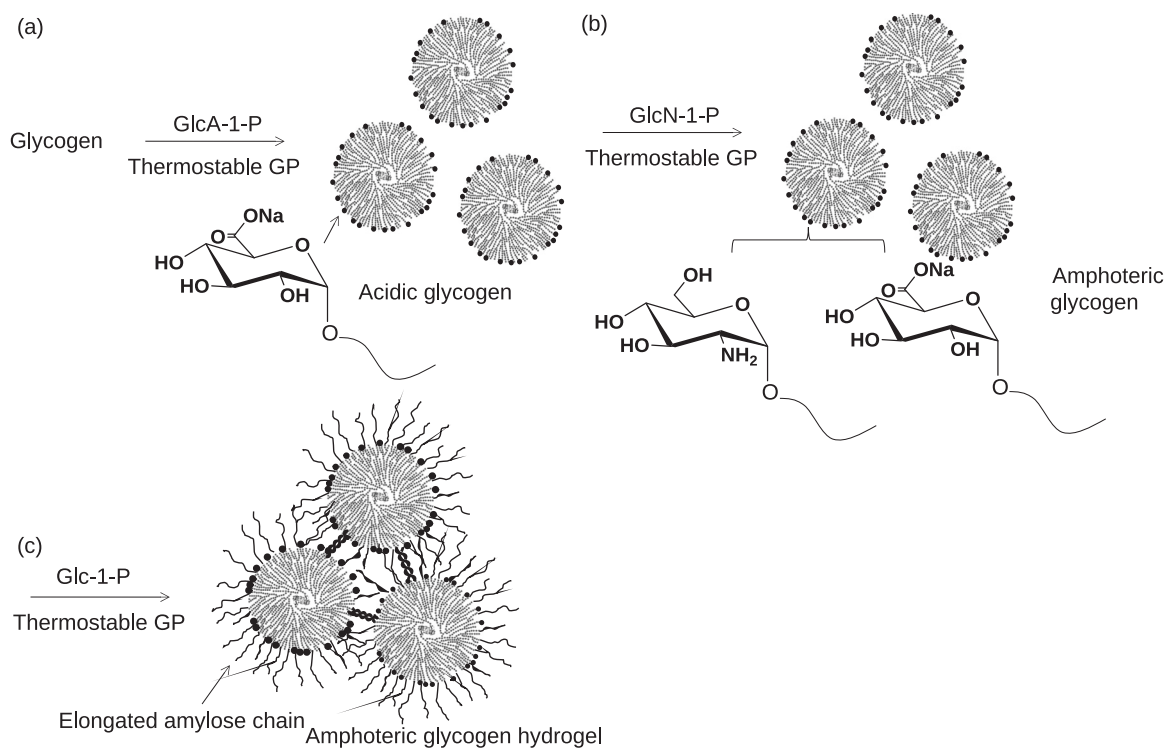 (a)
Glycogen
GlcA-1-P
Thermostable GP
ONa
O
O
HO
HO
OH
O
Acidic glycogen
(b)
GlcN-1-P
Thermostable GP
OH
O
HO
HO
NH2
O
ONa
O
O
HO
HO
OH
O
Amphoteric
glycogen
(c)
Glc-1-P
Thermostable GP
Elongated amylose chain
Amphoteric glycogen hydrogel